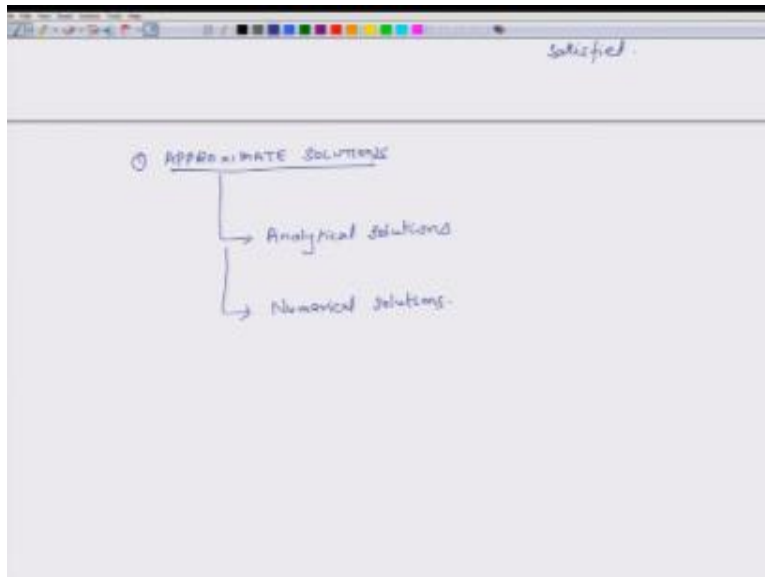 satisfied.
① APPROXIMATE SOLUTIONS
→ Analytical solutions
→ Numerical solutions.